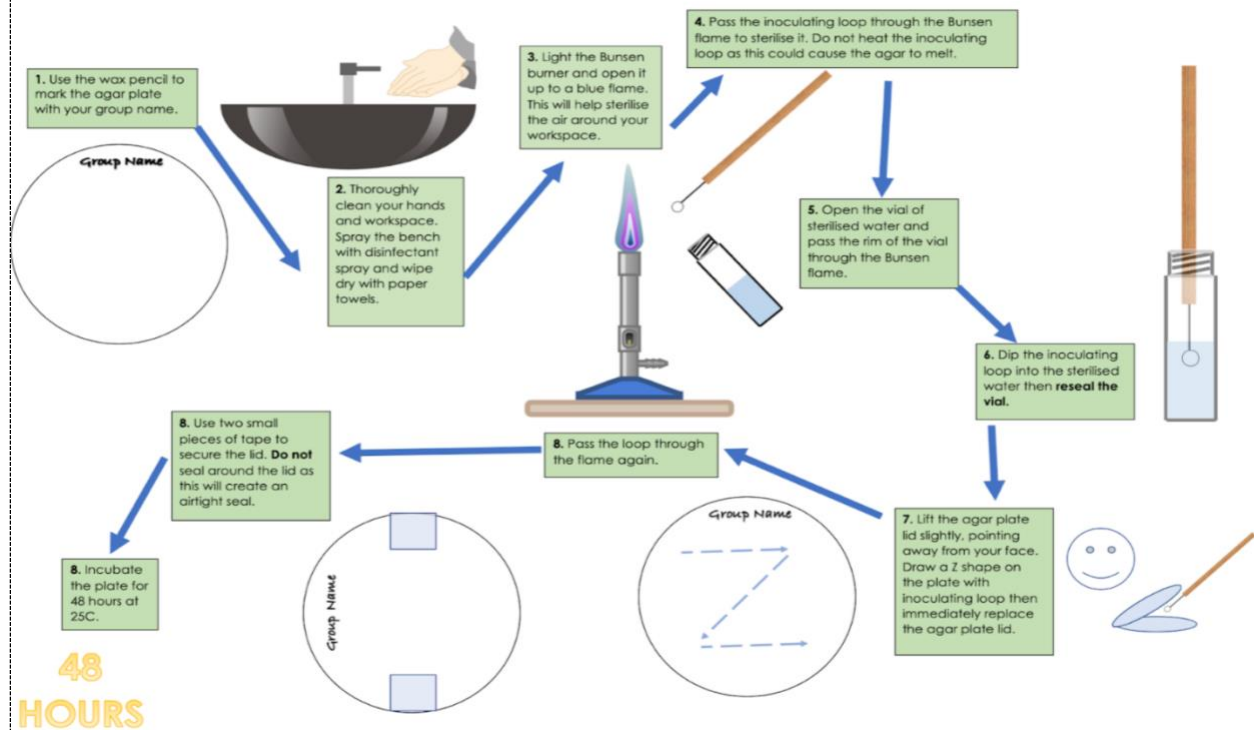 1. Use the wax pencil to
mark the agar plate
with your group name.
Group Name
2. Thoroughly
clean your hands
and workspace.
Spray the bench
with disinfectant
spray and wipe
dry with paper
towels.
3. Light the Bunsen
burner and open it
up to a blue flame.
This will help sterilise
the air around your
workspace.
4. Pass the inoculating loop through the Bunsen
flame to sterilise it. Do not heat the inoculating
loop as this could cause the agar to melt.
5. Open the vial of
sterilised water and
pass the rim of the vial
through the Bunsen
flame.
6. Dip the inoculating
loop into the sterilised
water then reseal the
vial.
7. Lift the agar plate
lid slightly, pointing
away from your face.
Draw a Z shape on
the plate with
inoculating loop then
immediately replace
the agar plate lid.
Group Name
8. Pass the loop through
the flame again.
8. Use two small
pieces of tape to
secure the lid. Do not
seal around the lid as
this will create an
airtight seal.
Group Name
8. Incubate
the plate for
48 hours at
25C.
48
HOURS